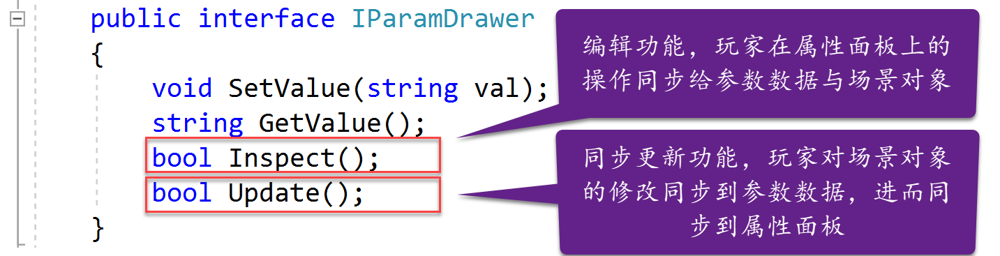 public interface IParamDrawer
{
void SetValue(string val);
string GetValue();
bool Inspect();
bool Update();
}
编辑功能，玩家在属性面板上的
操作同步给参数数据与场景对象
同步更新功能，玩家对场景对象
的修改同步到参数数据，进而同
步到属性面板